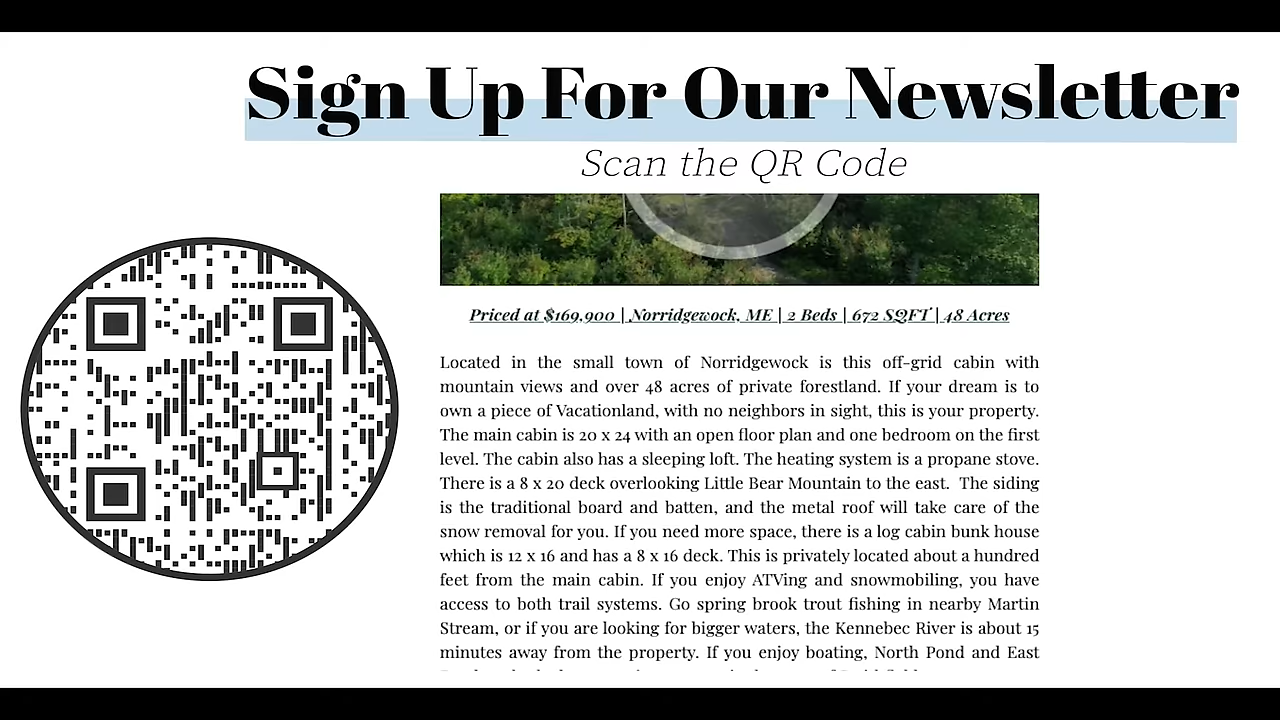 Sign Up For Our Newsletter
Scan the QR Code
Priced at $169,900 | Norridgewock, ME | 2 Beds | 672 SQFT | 48 Acres
Located in the small town of Norridgewock is this off-grid cabin with
mountain views and over 48 acres of private forestland. If your dream is to
own a piece of Vacationland, with no neighbors in sight, this is your property.
The main cabin is 20 x 24 with an open floor plan and one bedroom on the first
level. The cabin also has a sleeping loft. The heating system is a propane stove.
There is a 8 x 20 deck overlooking Little Bear Mountain to the east.  The siding
is the traditional board and batten, and the metal roof will take care of the
snow removal for you. If you need more space, there is a log cabin bunk house
which is 12 x 16 and has a 8 x 16 deck. This is privately located about a hundred
feet from the main cabin. If you enjoy ATVing and snowmobiling, you have
access to both trail systems. Go spring brook trout fishing in nearby Martin
Stream, or if you are looking for bigger waters, the Kennebec River is about 15
minutes away from the property. If you enjoy boating, North Pond and East